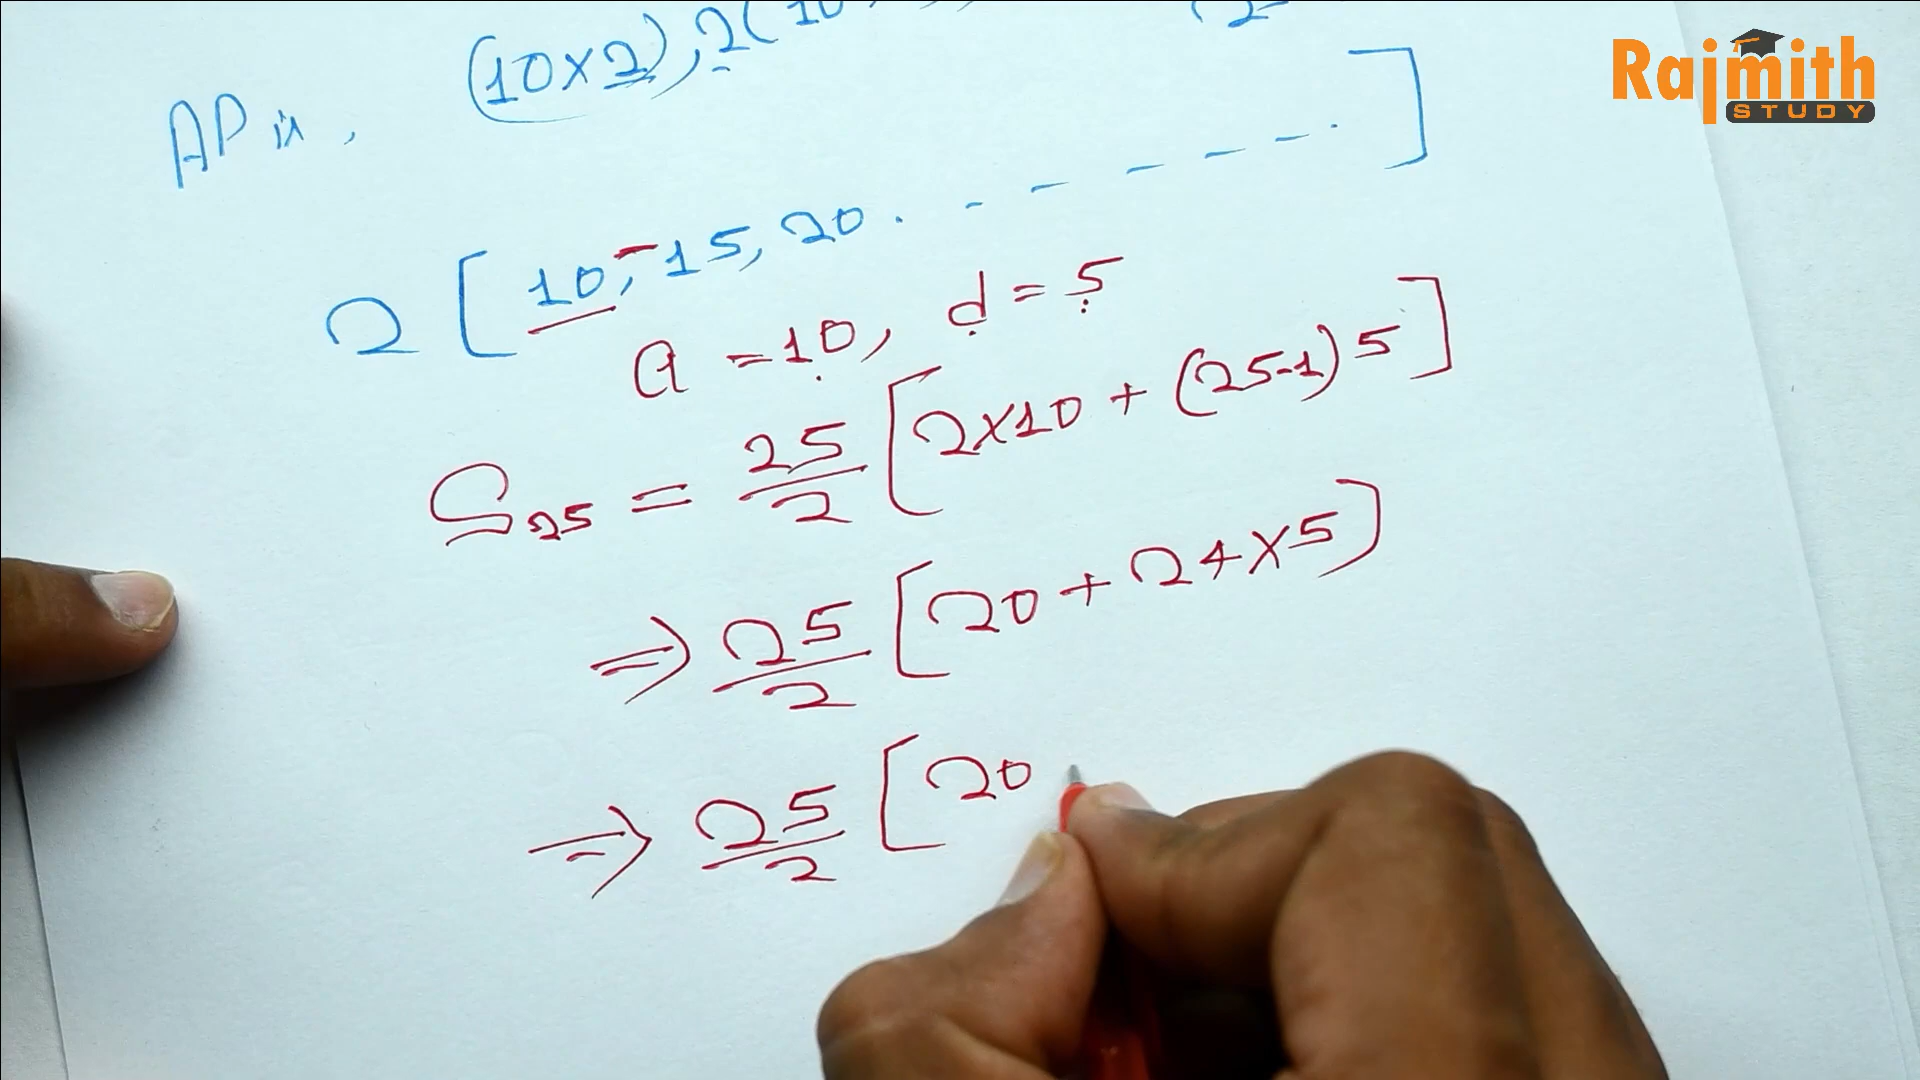 Rajmith
STUDY
(10×2), 2(10
AP is,
2 [ 10, 15, 20 . - - - - - . ]
a = 10, d = 5
S25 = 25/2 [2×10 + (25-1)5]
⇒ 25/2 [20 + 24×5]
⇒ 25/2 [20